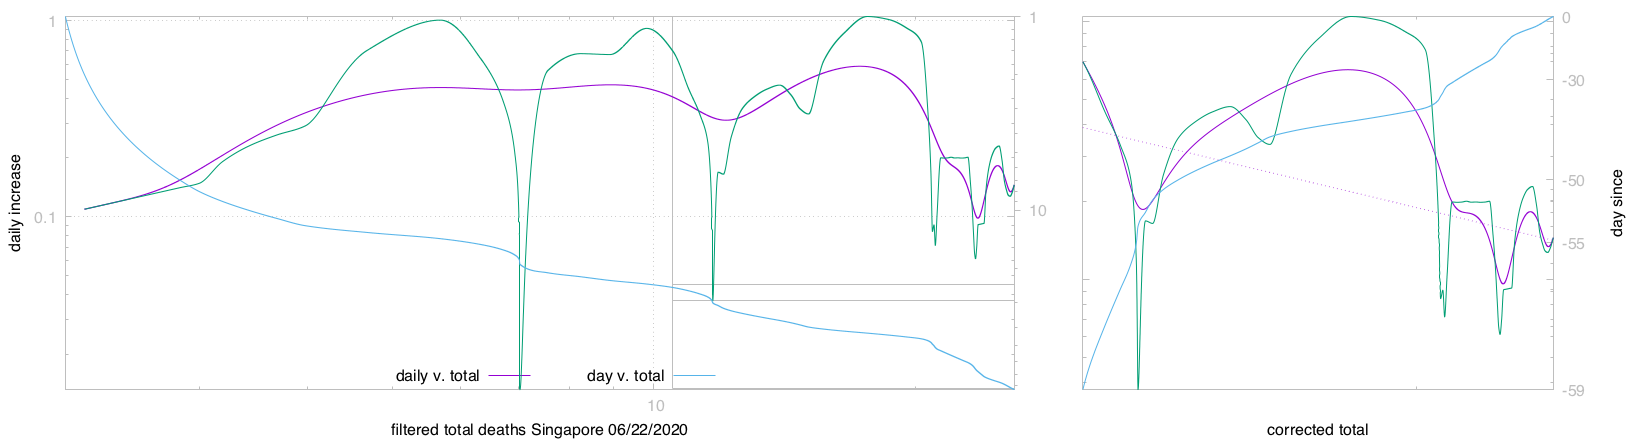 1
0.1
daily increase
daily v. total
day v. total
10
filtered total deaths Singapore 06/22/2020
1
10
0
-30
-50
-55
-59
day since
corrected total